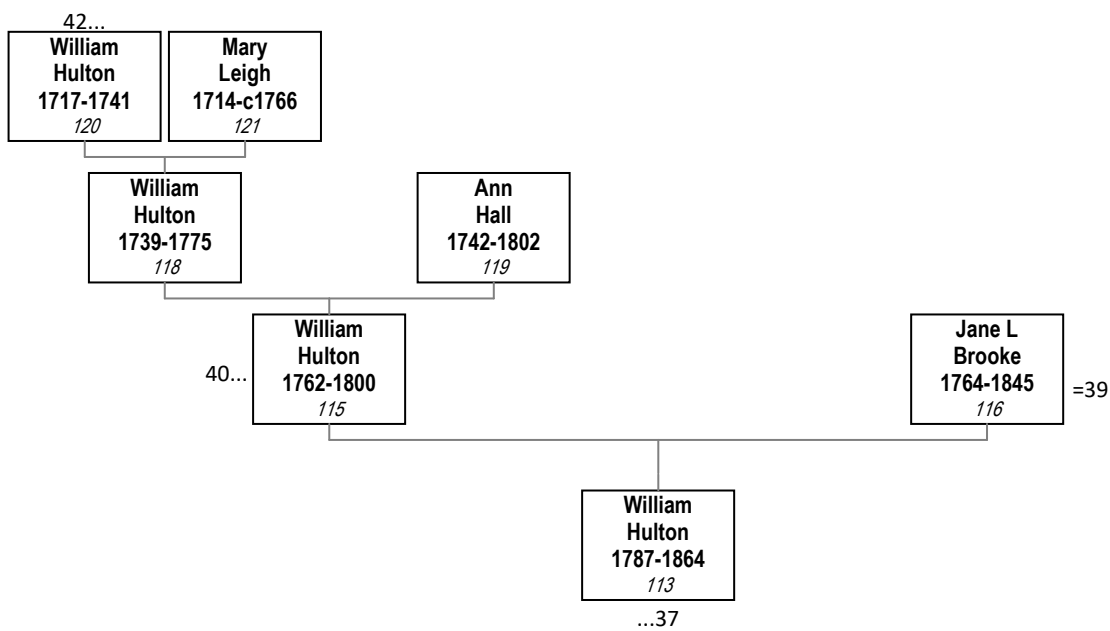 42...
William
Hulton
1717-1741
120
Mary
Leigh
1714-c1766
121
William
Hulton
1739-1775
118
Ann
Hall
1742-1802
119
40...
William
Hulton
1762-1800
115
Jane L
Brooke
1764-1845
116
=39
William
Hulton
1787-1864
113
...37